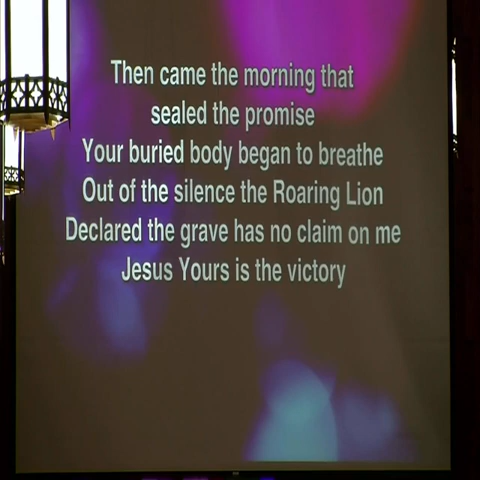 Then came the morning that
sealed the promise
Your buried body began to breathe
Out of the silence the Roaring Lion
Declared the grave has no claim on me
Jesus Yours is the victory